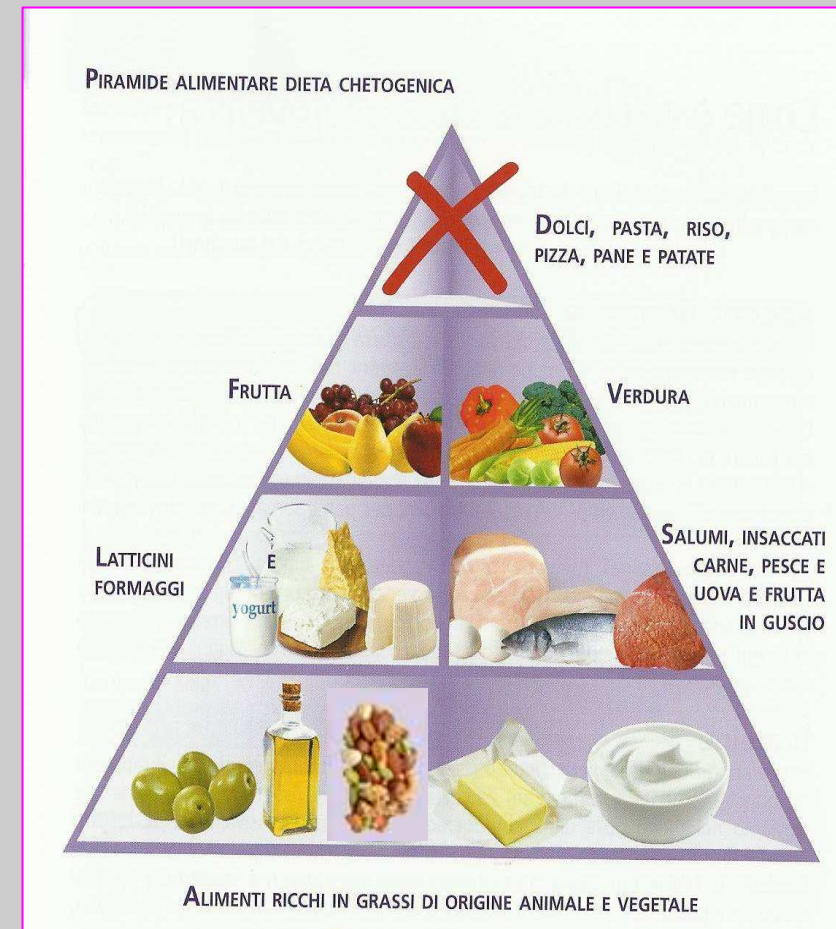 PIRAMIDE ALIMENTARE DIETA CHETOGENICA
DOLCI, PASTA, RISO,
PIZZA, PANE E PATATE
FRUTTA
VERDURA
LATTICINI E
FORMAGGI
yogurt
SALUMI, INSACCATI
CARNE, PESCE E
UOVA E FRUTTA
IN GUSCIO
ALIMENTI RICCHI IN GRASSI DI ORIGINE ANIMALE E VEGETALE